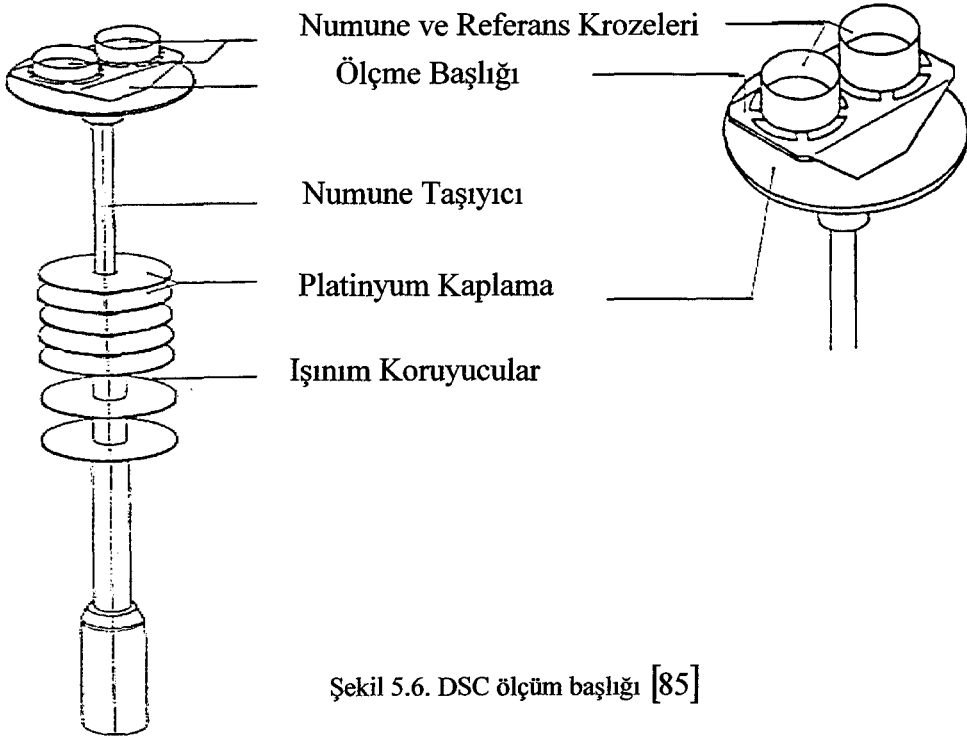 Numune ve Referans Krozeleri
Ölçme Başlığı
Numune Taşıyıcı
Platinyum Kaplama
Işınım Koruyucular
Şekil 5.6. DSC ölçüm başlığı [85]